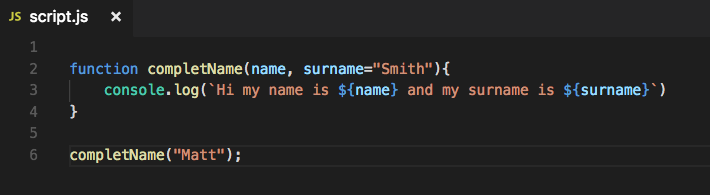 JS script.js ×
1
2 function completName(name, surname="Smith"){
3 console.log(`Hi my name is ${name} and my surname is ${surname}`)
4 }
5
6 completName("Matt");